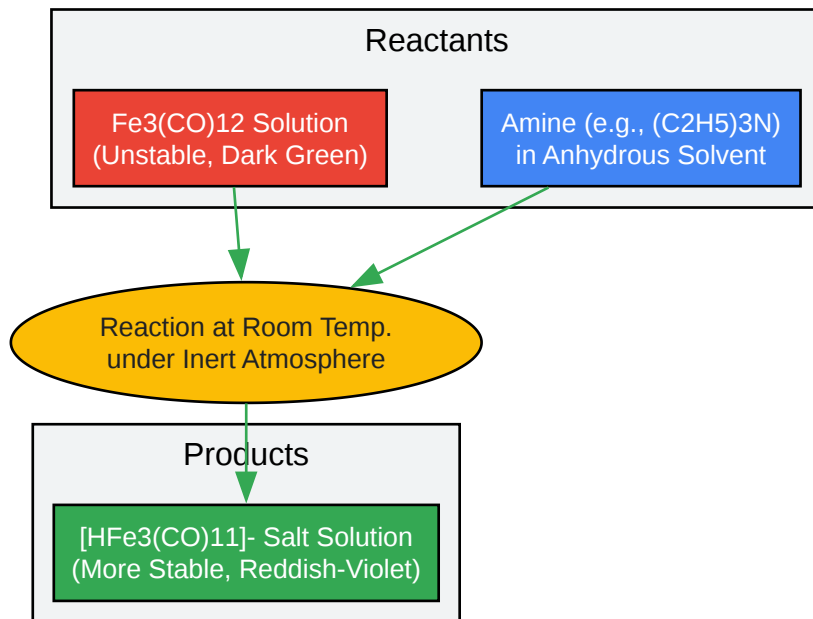 Reactants
Fe3(CO)12 Solution
(Unstable, Dark Green)
Amine (e.g., (C2H5)3N)
in Anhydrous Solvent
Reaction at Room Temp.
under Inert Atmosphere
Products
[HFe3(CO)11]- Salt Solution
(More Stable, Reddish-Violet)